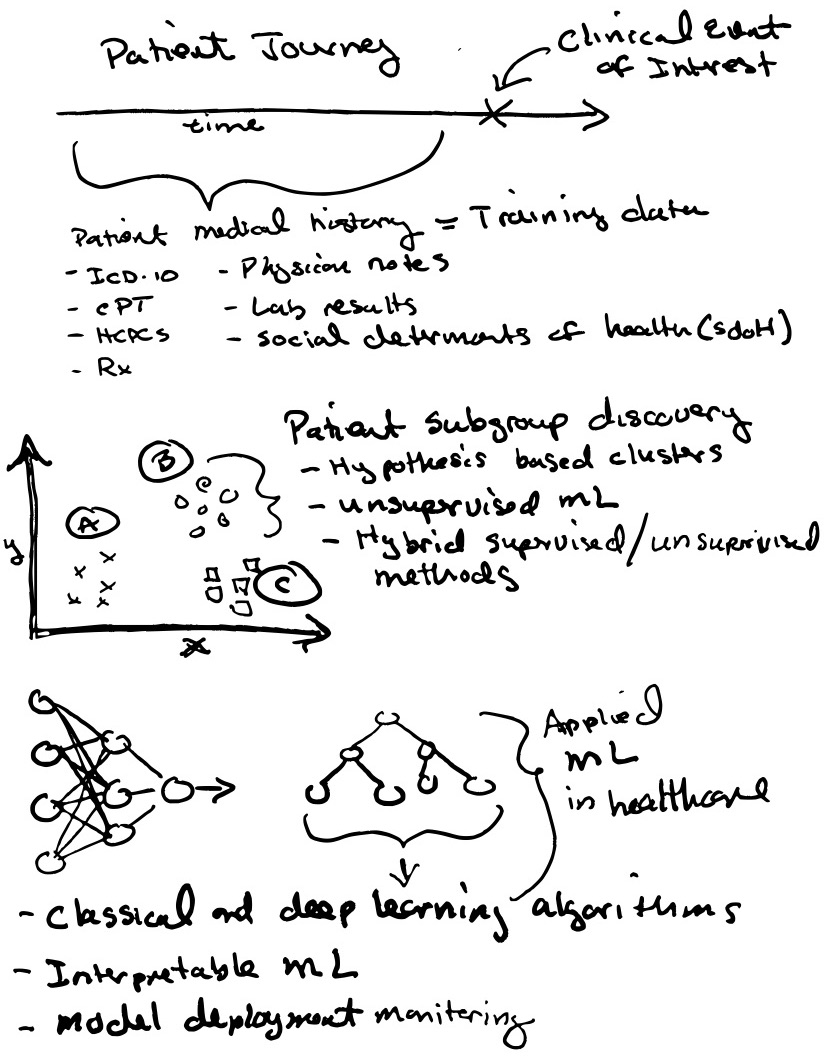 Patient Journey
Clinical Event
of Interest
time
Patient medical history = Training data
- ICD-10
- Physician notes
- CPT
- Lab results
- HCPCS
- social determants of health (SDoH)
- Rx
Patient subgroup discovery
- Hypothesis based clusters
- unsupervised ML
- Hybrid supervised/unsupervised
methods
A
B
C
y
x
Applied
ML
in healthcare
- Classical and deep learning algorithms
- Interpretable ML
- model deployment monitoring